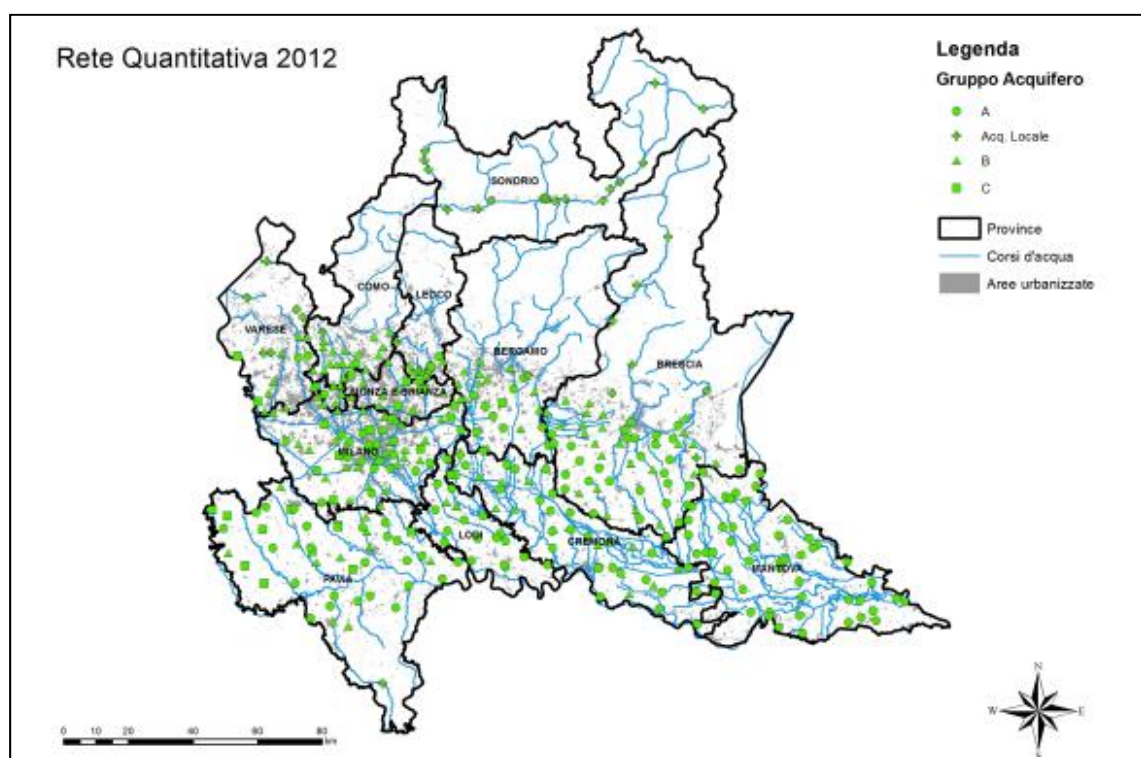 Rete Quantitativa 2012
Legenda
Gruppo Acquifero
A
Acq. Locale
B
C
Province
Corsi d'acqua
Aree urbanizzate
SONDRIO
COMO
LECCO
VARESE
BERGAMO
BRESCIA
MONZA E BRIANZA
MILANO
LODI
CREMONA
MANTOVA
PAVIA
0 10 20 40 60 80
km
N
W E
S